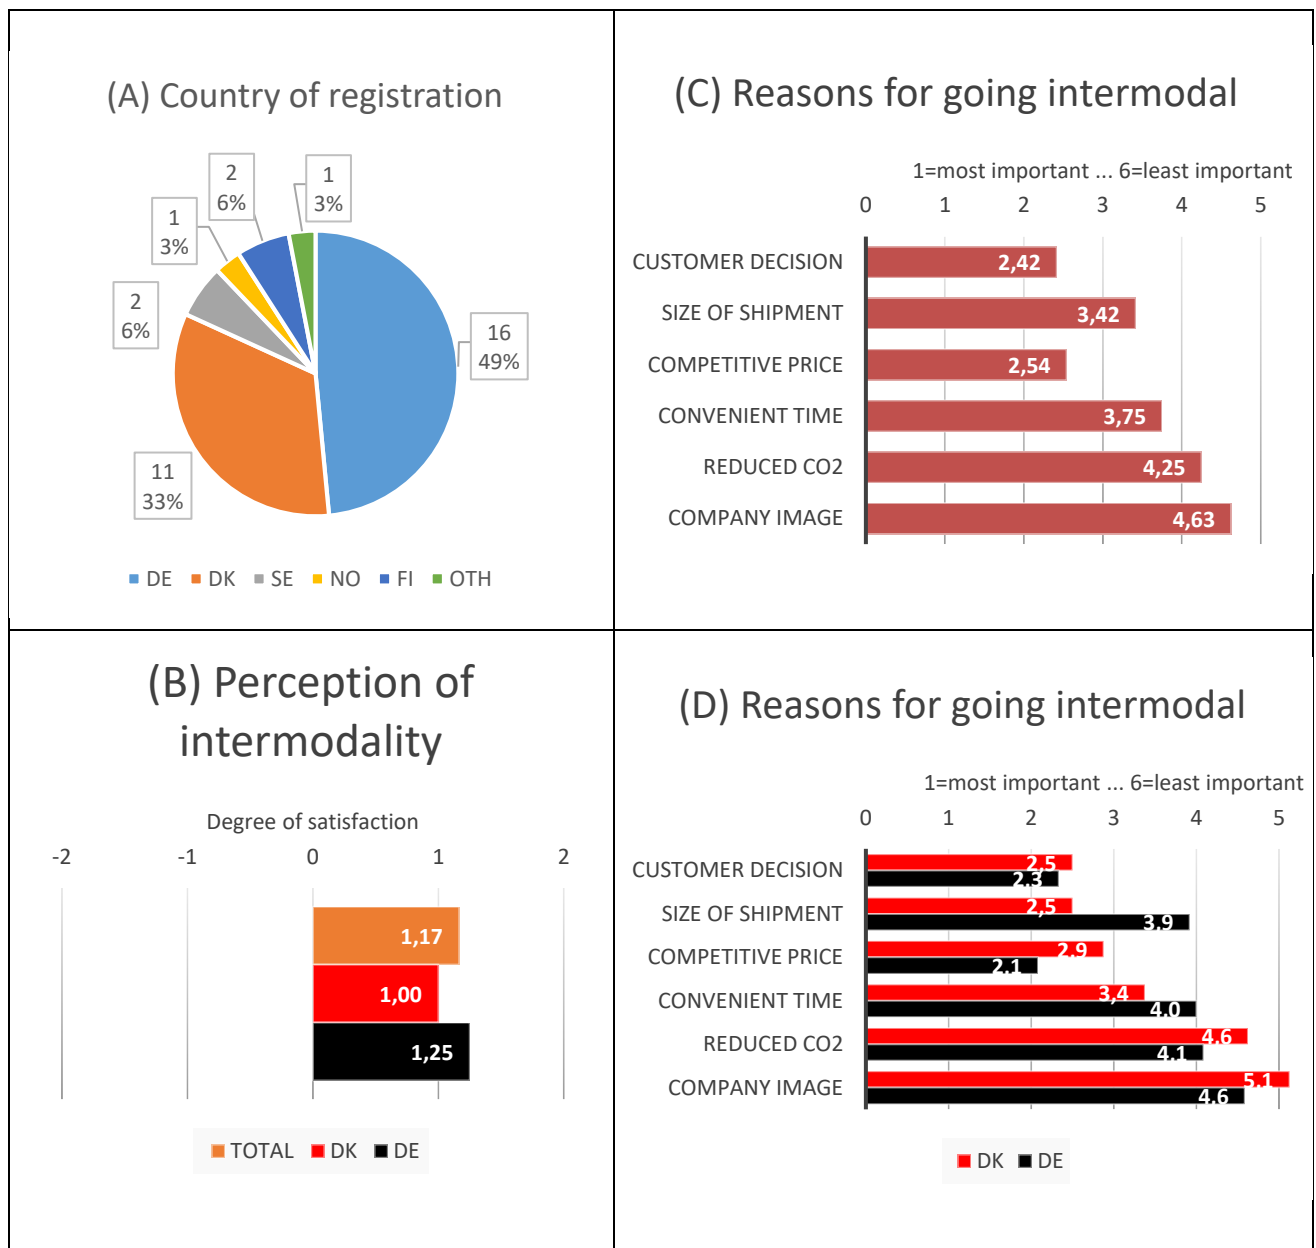 (A) Country of registration
2
6%
1
3%
1
3%
2
6%
16
49%
11
33%
DE DK SE NO FI OTH
(C) Reasons for going intermodal
1=most important ... 6=least important
0 1 2 3 4 5
CUSTOMER DECISION 2,42
SIZE OF SHIPMENT 3,42
COMPETITIVE PRICE 2,54
CONVENIENT TIME 3,75
REDUCED CO2 4,25
COMPANY IMAGE 4,63
(B) Perception of
intermodality
Degree of satisfaction
-2 -1 0 1 2
1,17
1,00
1,25
TOTAL DK DE
(D) Reasons for going intermodal
1=most important ... 6=least important
0 1 2 3 4 5
CUSTOMER DECISION 2,5
2,3
SIZE OF SHIPMENT 2,5
3,9
COMPETITIVE PRICE 2,9
2,1
CONVENIENT TIME 3,4
4,0
REDUCED CO2 4,6
4,1
COMPANY IMAGE 5,1
4,6
DK DE